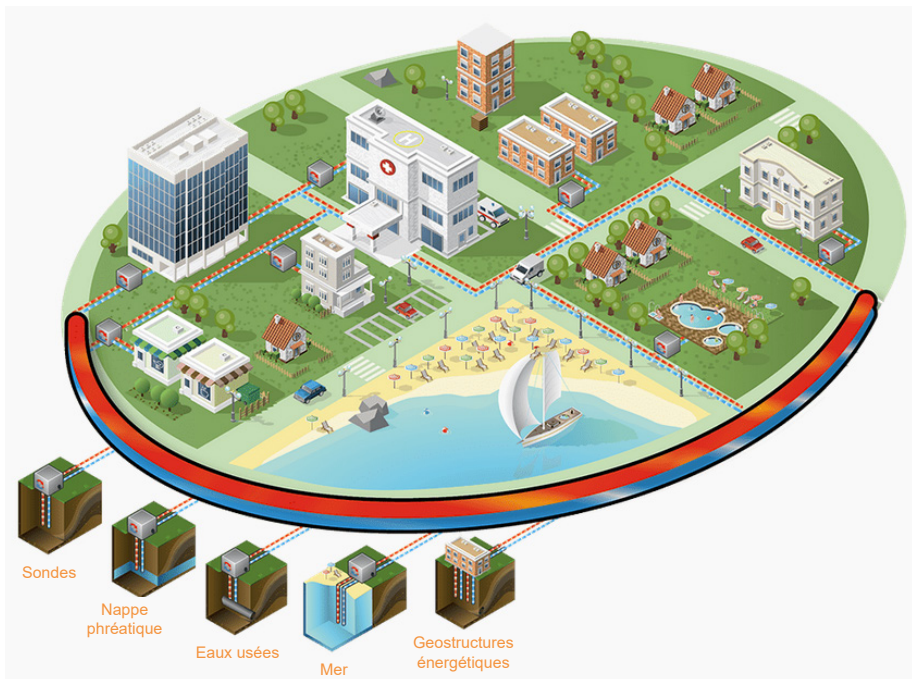 H
Sondes
Nappe
phréatique
Eaux usées
Mer
Geostructures
énergétiques